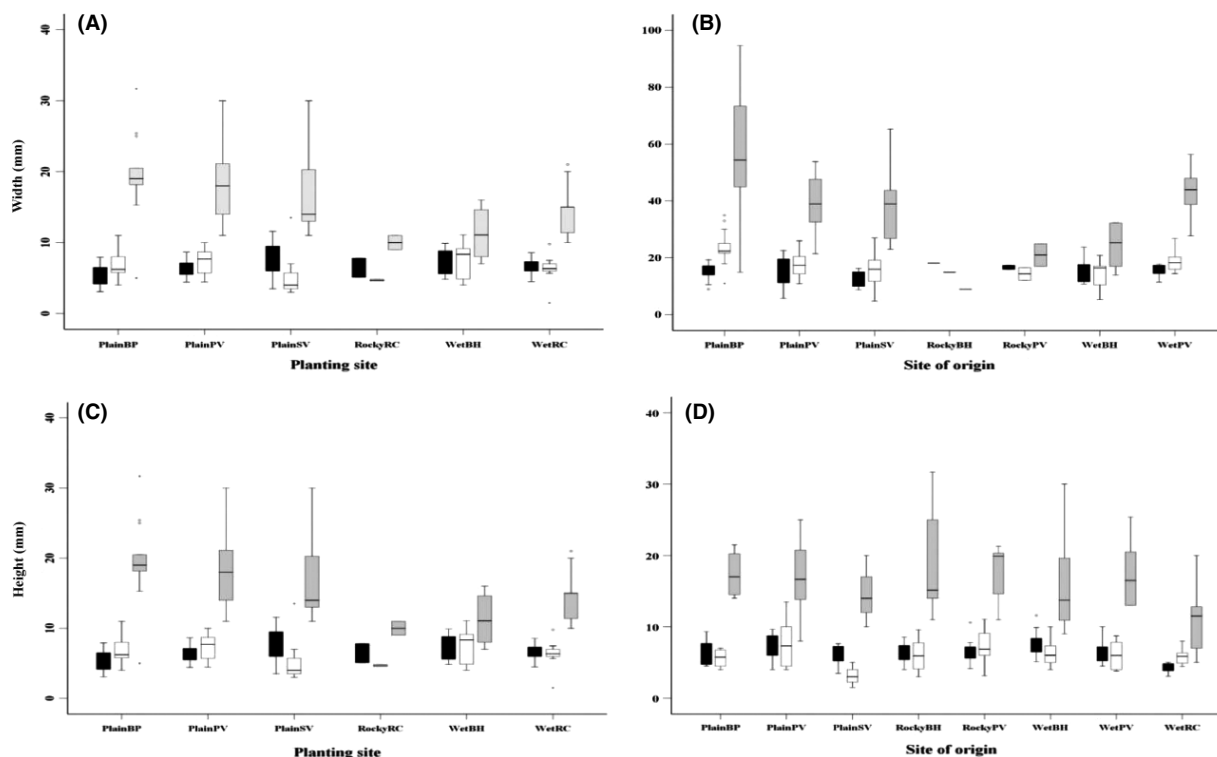 (A)
40
30
20
10
0
Width (mm)
PlainBP PlainPV PlainSV RockyRC WetBH WetRC
Planting site
(B)
100
80
60
40
20
0
PlainBP PlainPV PlainSV RockyBH RockyPV WetBH WetPV
Site of origin
(C)
40
30
20
10
0
Height (mm)
PlainBP PlainPV PlainSV RockyRC WetBH WetRC
Planting site
(D)
40
30
20
10
0
PlainBP PlainPV PlainSV RockyBH RockyPV WetBH WetPV WetRC
Site of origin